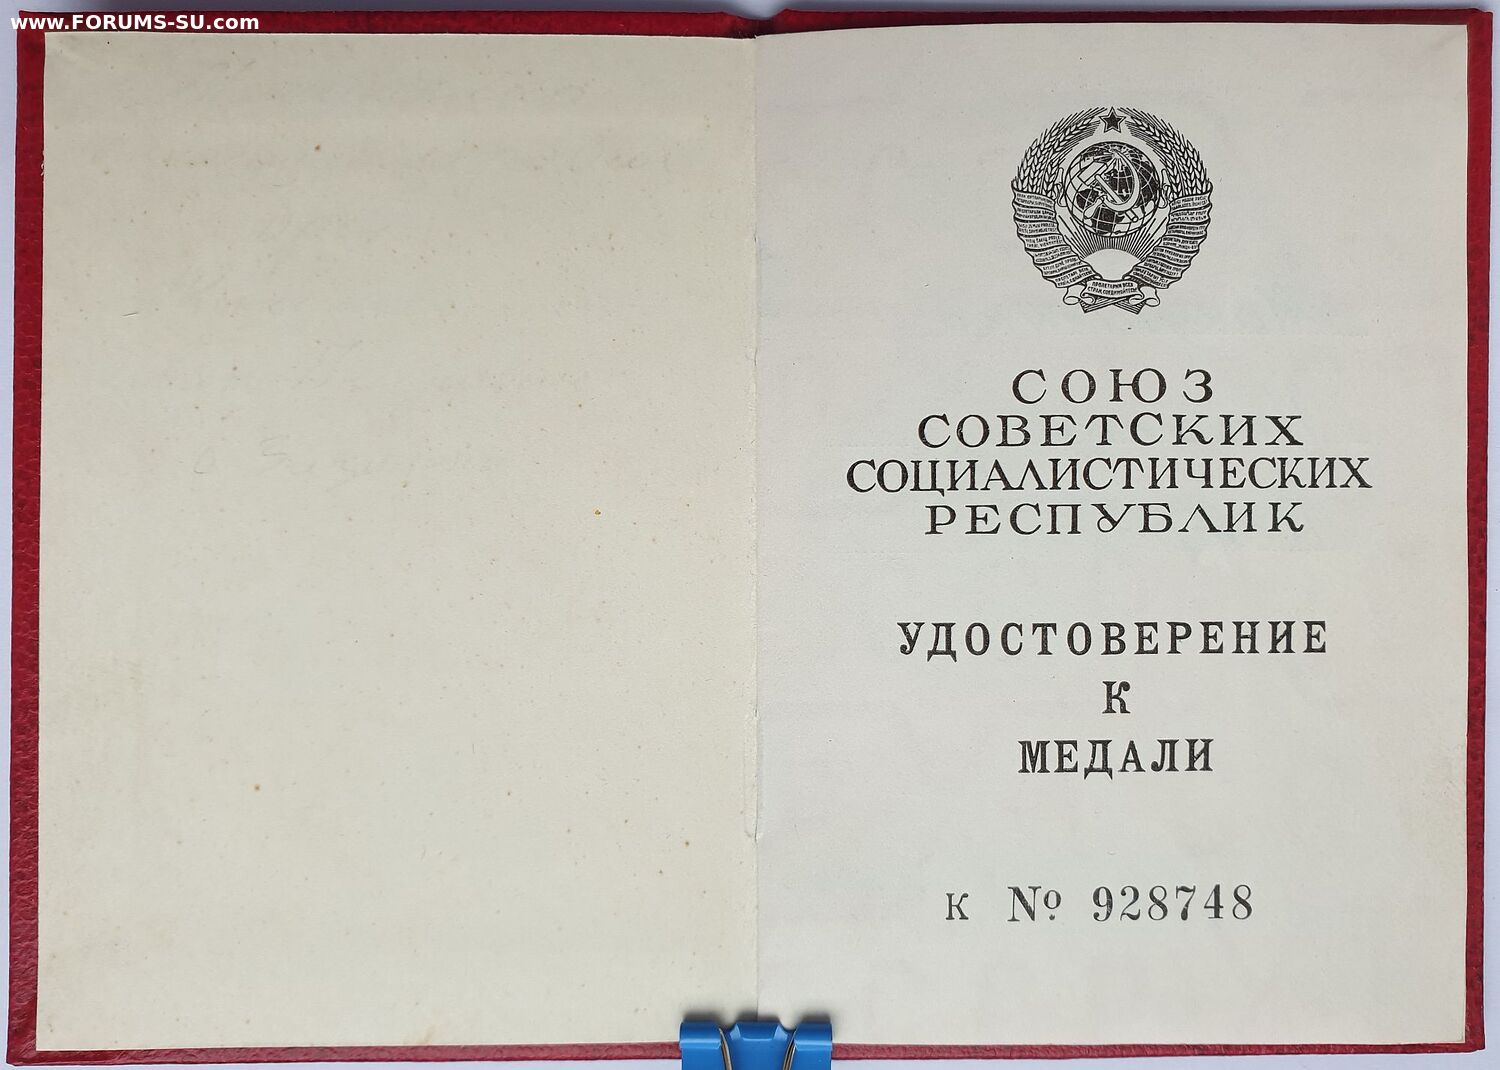 www.FORUMS-SU.com
СОЮЗ
СОВЕТСКИХ
СОЦИАЛИСТИЧЕСКИХ
РЕСПУБЛИК
УДОСТОВЕРЕНИЕ
К
МЕДАЛИ
К № 928748